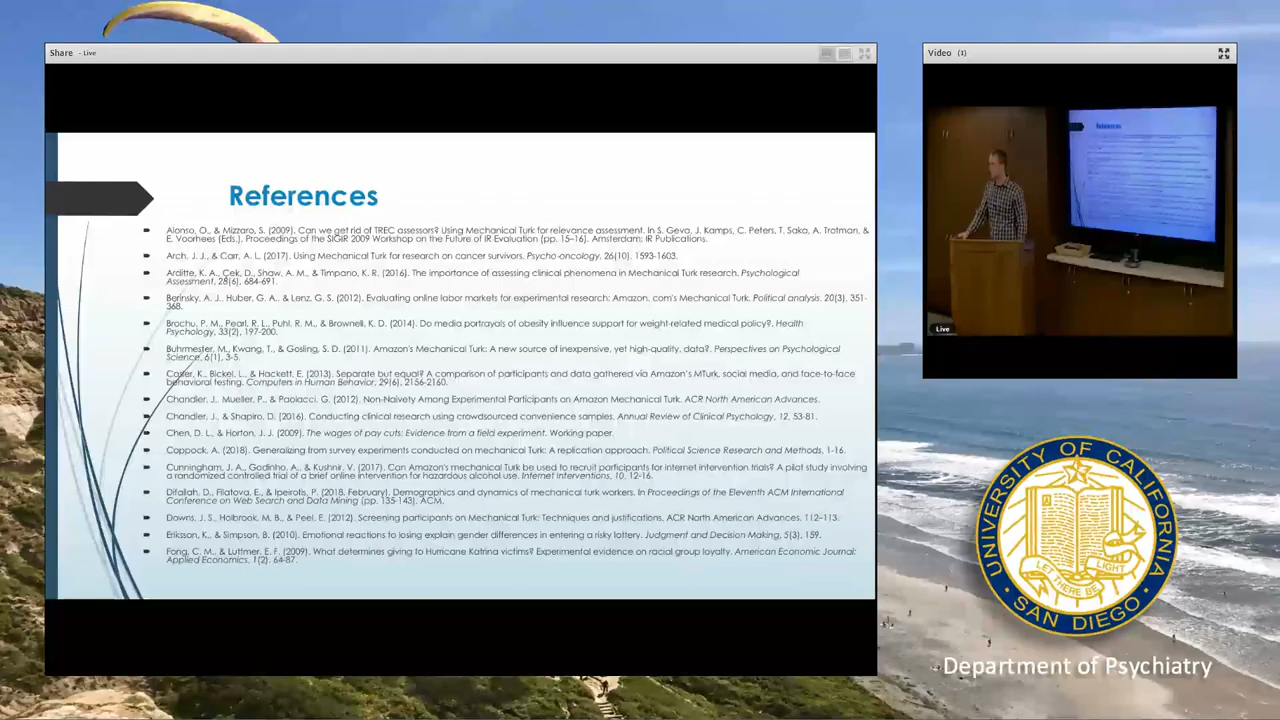 Share - Live
References
Alonso, O., & Mizzaro, S. (2009). Can we get rid of TREC assessors? Using Mechanical Turk for relevance assessment. In S. Geva, J. Kamps, C. Peters, T. Saka, A. Trotman, &
E. Voorhees (Eds.), Proceedings of the SIGIR 2009 Workshop on the Future of IR Evaluation (pp. 15–16). Amsterdam: IR Publications.
Arch, J. J., & Carr, A. L. (2017). Using Mechanical Turk for research on cancer survivors. Psycho-oncology, 26(10), 1593-1603.
Arditte, K. A., Çek, D., Shaw, A. M., & Timpano, K. R. (2016). The importance of assessing clinical phenomena in Mechanical Turk research. Psychological
Assessment, 28(6), 684-691.
Berinsky, A. J., Huber, G. A., & Lenz, G. S. (2012). Evaluating online labor markets for experimental research: Amazon. com's Mechanical Turk. Political analysis, 20(3), 351-
368.
Brochu, P. M., Pearl, R. L., Puhl, R. M., & Brownell, K. D. (2014). Do media portrayals of obesity influence support for weight-related medical policy?. Health
Psychology, 33(2), 197-200.
Buhrmester, M., Kwang, T., & Gosling, S. D. (2011). Amazon's Mechanical Turk: A new source of inexpensive, yet high-quality, data?. Perspectives on Psychological
Science, 6(1), 3-5.
Casler, K., Bickel, L., & Hackett, E. (2013). Separate but equal? A comparison of participants and data gathered via Amazon's MTurk, social media, and face-to-face
behavioral testing. Computers in Human Behavior, 29(6), 2156-2160.
Chandler, J., Mueller, P., & Paolacci, G. (2012). Non-Naivety Among Experimental Participants on Amazon Mechanical Turk. ACR North American Advances.
Chandler, J., & Shapiro, D. (2016). Conducting clinical research using crowdsourced convenience samples. Annual Review of Clinical Psychology, 12, 53-81.
Chen, D. L., & Horton, J. J. (2009). The wages of pay cuts: Evidence from a field experiment. Working paper.
Coppock, A. (2018). Generalizing from survey experiments conducted on mechanical Turk: A replication approach. Political Science Research and Methods, 1-16.
Cunningham, J. A., Godinho, A., & Kushnir, V. (2017). Can Amazon's mechanical Turk be used to recruit participants for internet intervention trials? A pilot study involving
a randomized controlled trial of a brief online intervention for hazardous alcohol use. Internet Interventions, 10, 12-16.
Difallah, D., Filatova, E., & Ipeirotis, P. (2018, February). Demographics and dynamics of mechanical turk workers. In Proceedings of the Eleventh ACM International
Conference on Web Search and Data Mining (pp. 135-143). ACM.
Downs, J. S., Holbrook, M. B., & Peel, E. (2012). Screening participants on Mechanical Turk: Techniques and justifications. ACR North American Advances, 112-113.
Eriksson, K., & Simpson, B. (2010). Emotional reactions to losing explain gender differences in entering a risky lottery. Judgment and Decision Making, 5(3), 159.
Fong, C. M., & Luttmer, E. F. (2009). What determines giving to Hurricane Katrina victims? Experimental evidence on racial group loyalty. American Economic Journal:
Applied Economics, 1(2), 64-87.
Video (1)
References
Live
UNIVERSITY OF CALIFORNIA
LET THERE BE LIGHT
SAN DIEGO
Department of Psychiatry